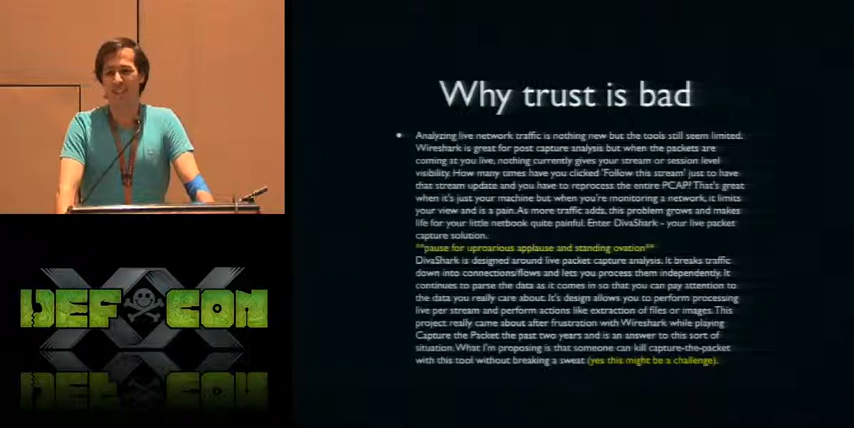 Why trust is bad
Analyzing live network traffic is nothing new but the tools still seem limited.
Wireshark is great for post capture analysis but when the packets are
coming at you live, nothing currently gives your stream or session level
visibility. How many times have you clicked 'Follow this stream' just to have
that stream update and you have to reprocess the entire PCAP? That's great
when it's just your machine but when you're monitoring a network, it limits
your view and is a pain. As more traffic adds, this problem grows and makes
life for your little netbook quite painful. Enter DivaShark - your live packet
capture solution.
**pause for uproarious applause and standing ovation**
DivaShark is designed around live packet capture analysis. It breaks traffic
down into connections/flows and lets you process them independently. It
continues to parse the data as it comes in so that you can pay attention to
the data you really care about. It's design allows you to perform processing
live per stream and perform actions like extraction of files or images. This
project really came about after frustration with Wireshark while playing
Capture the Packet the past two years and is an answer to this sort of
situation. What I'm proposing is that someone can kill capture-the-packet
with this tool without breaking a sweat (yes this might be a challenge).
XX
DEF CON